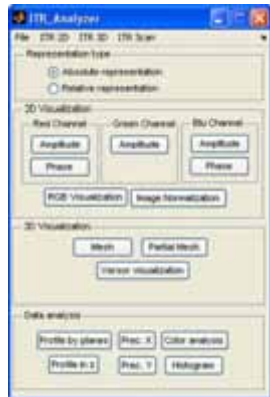 ITR_Analyzer
File ITR 2D ITR 3D ITR Scan
Representation type
Absolute representation
Relative representation
2D Visualization
Red Channel Green Channel Blu Channel
Amplitude Amplitude Amplitude
Phase Phase
RGB Visualization Image Normalization
3D Visualization
Mesh Partial Mesh
Versor visualization
Data analysis
Profile by planes Prec. X Color analysis
Profile in z Prec. Y Histogram